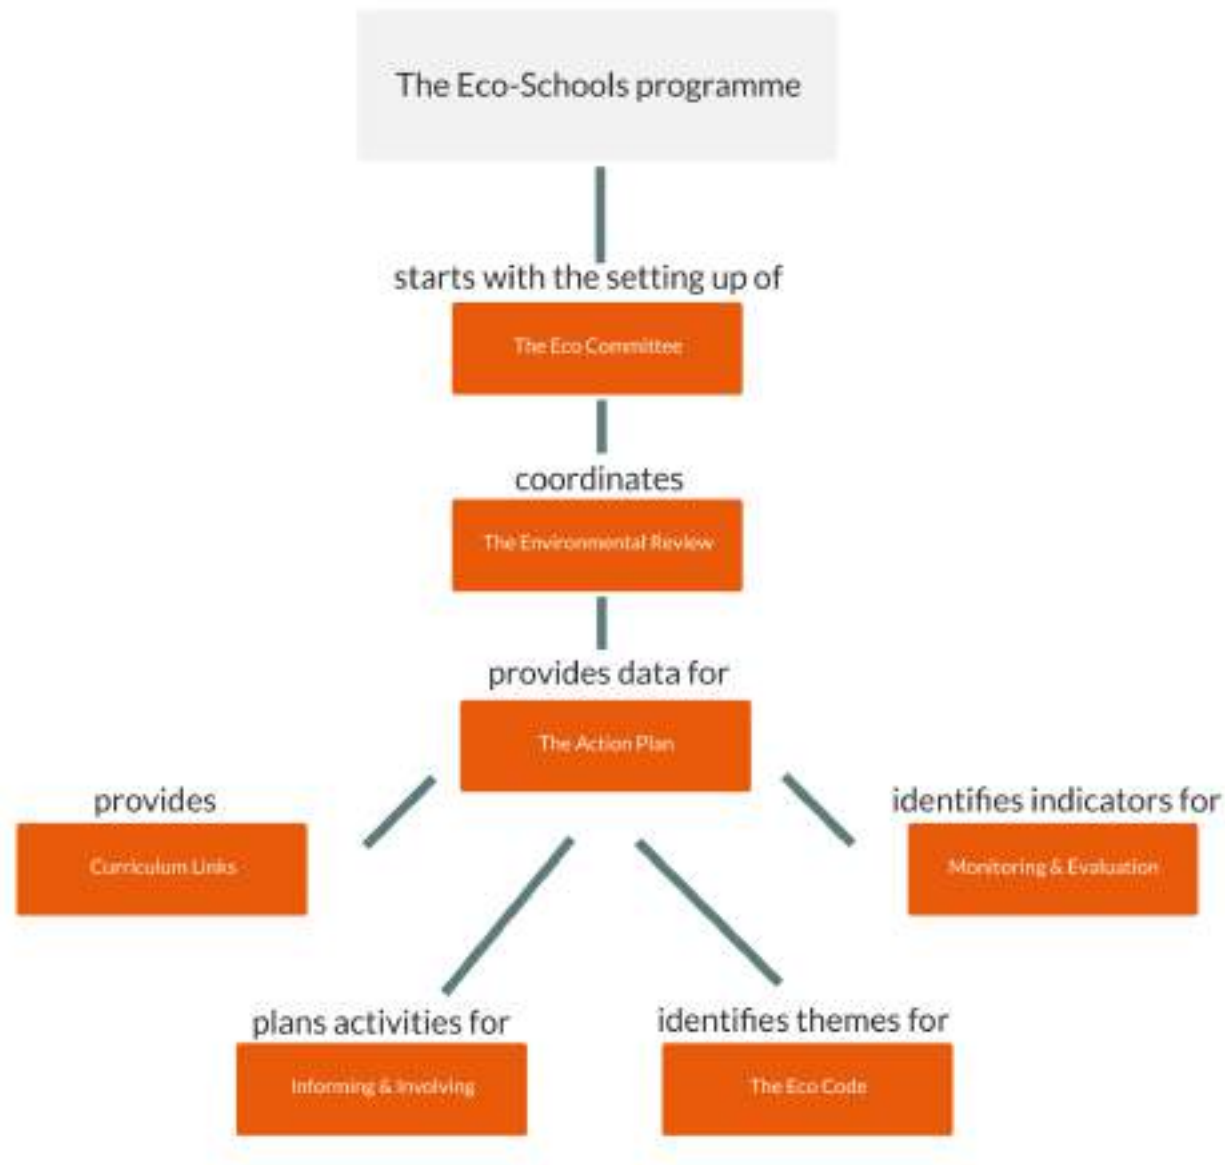 The Eco-Schools programme
starts with the setting up of
The Eco Committee
coordinates
The Environmental Review
provides data for
The Action Plan
provides
Curriculum Links
identifies indicators for
Monitoring & Evaluation
plans activities for
Informing & Involving
identifies themes for
The Eco Code